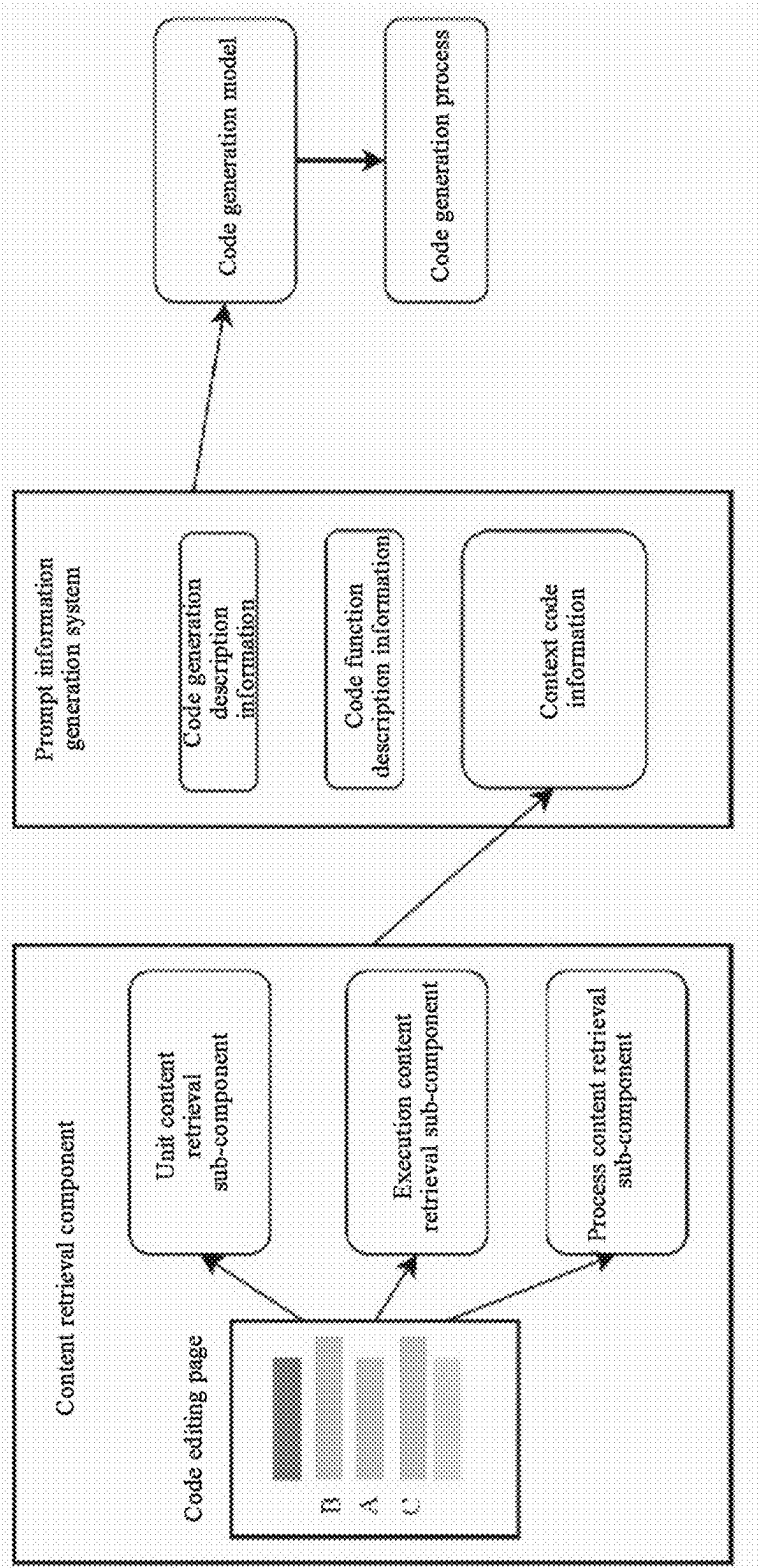 Content retrieval component
Code editing page
B
A
C
Unit content
retrieval
sub-component
Execution content
retrieval sub-component
Process content retrieval
sub-component
Prompt information
generation system
Code generation
description
information
Code function
description information
Context code
information
Code generation model
Code generation process